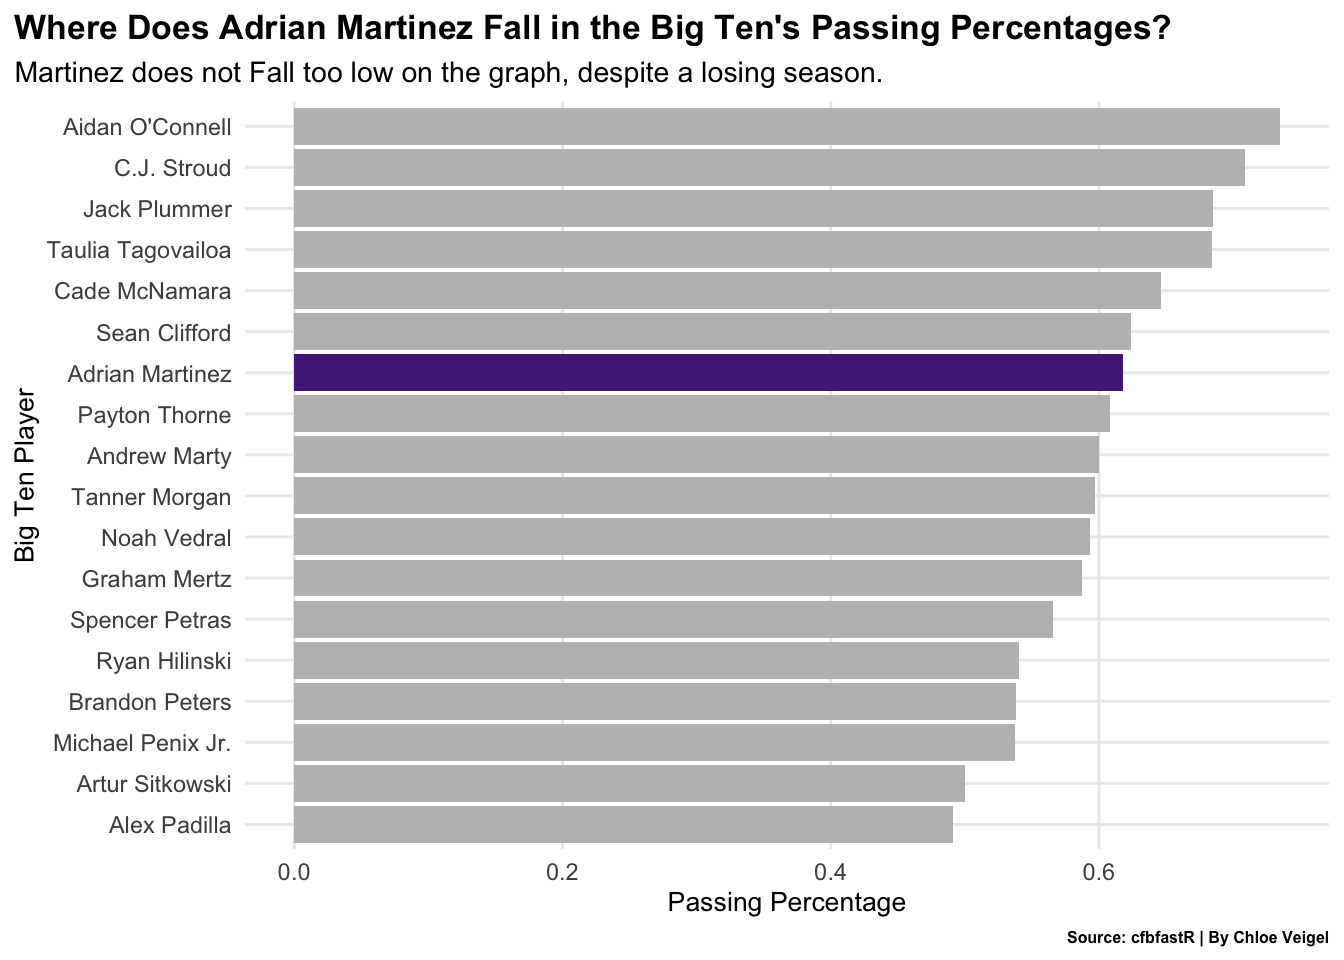 Where Does Adrian Martinez Fall in the Big Ten's Passing Percentages?
Martinez does not Fall too low on the graph, despite a losing season.
Big Ten Player
Aidan O'Connell
C.J. Stroud
Jack Plummer
Taulia Tagovailoa
Cade McNamara
Sean Clifford
Adrian Martinez
Payton Thorne
Andrew Marty
Tanner Morgan
Noah Vedral
Graham Mertz
Spencer Petras
Ryan Hilinski
Brandon Peters
Michael Penix Jr.
Artur Sitkowski
Alex Padilla
0.0 0.2 0.4 0.6
Passing Percentage
Source: cfbfastR | By Chloe Veigel